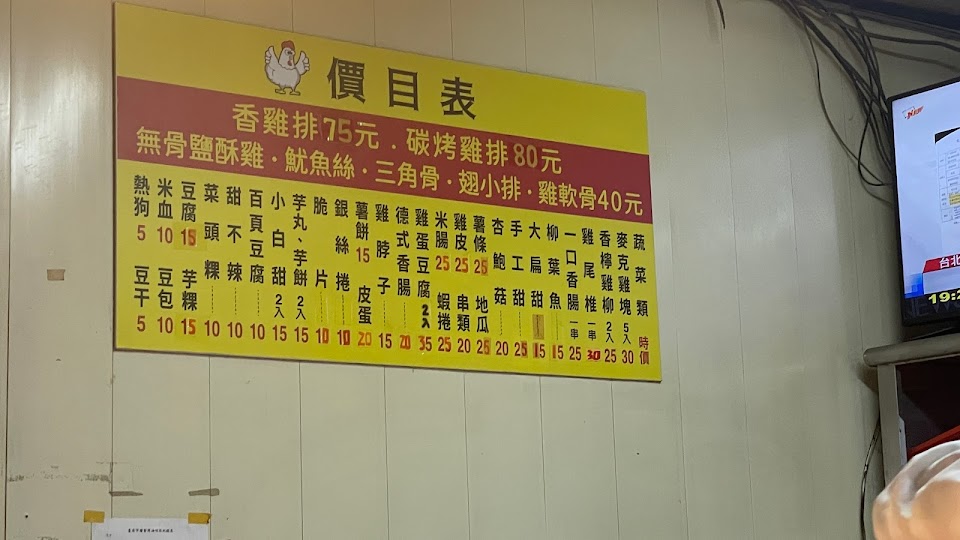 價目表
香雞排75元.碳烤雞排80元
無骨鹽酥雞·魷魚絲·三角骨·翅小排·雞軟骨40元
蔬菜類 時價
麥克雞塊 5入 30
香檸雞柳 2入 25
雞尾椎 一串 30
一口香腸 一串 25
柳葉魚 15
大扁甜 15
手工甜 25
杏鮑菇 20
薯條 25
地瓜 25
雞皮 25
串類 20
米腸 25
蝦捲 25
雞蛋豆腐 2入 35
德式香腸 20
雞脖子 15
薯餅 15
皮蛋 20
銀絲捲 10
脆片 10
芋丸、芋餅 2入 15
小白甜 2入 15
百頁豆腐 10
甜不辣 10
菜頭粿 10
豆腐 15
芋粿 15
米血 10
豆包 10
熱狗 5
豆干 5
台北